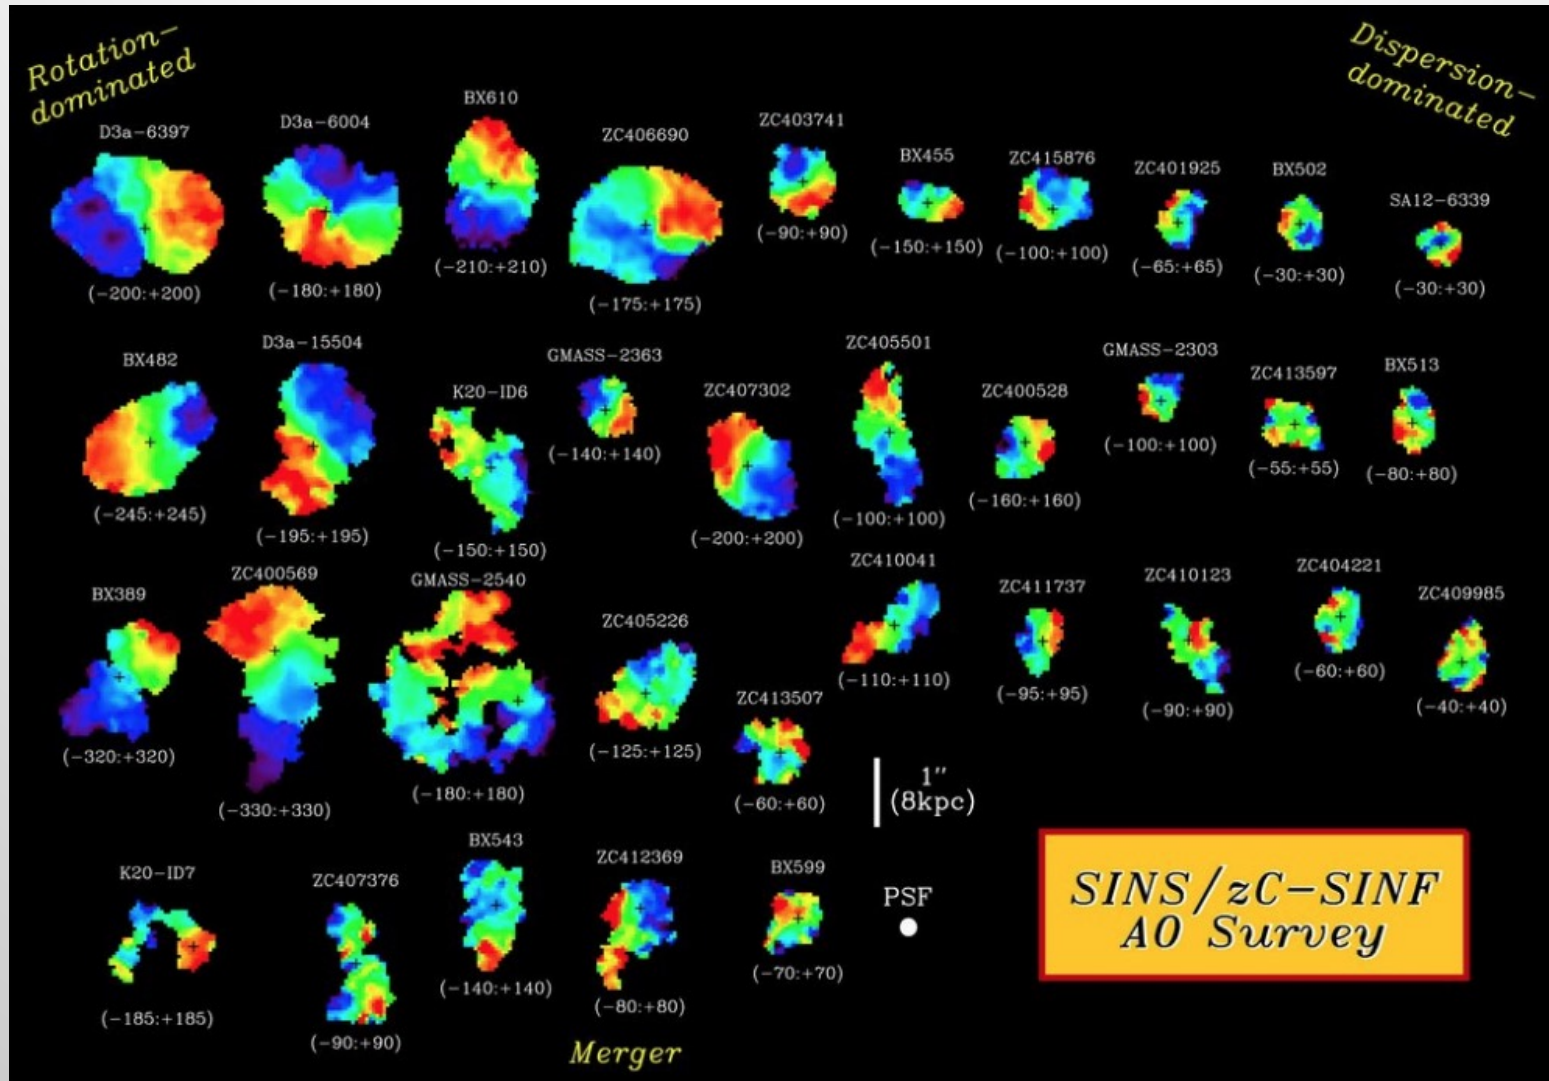 Rotation-
dominated
Dispersion-
dominated
D3a-6397
(-200:+200)
D3a-6004
(-180:+180)
BX610
(-210:+210)
ZC406690
(-175:+175)
ZC403741
(-90:+90)
BX455
(-150:+150)
ZC415876
(-100:+100)
ZC401925
(-65:+65)
BX502
(-30:+30)
SA12-6339
(-30:+30)
BX482
(-245:+245)
D3a-15504
(-195:+195)
K20-ID6
(-150:+150)
GMASS-2363
(-140:+140)
ZC407302
(-200:+200)
ZC405501
(-100:+100)
ZC400528
(-160:+160)
GMASS-2303
(-100:+100)
ZC413597
(-55:+55)
BX513
(-80:+80)
BX389
(-320:+320)
ZC400569
(-330:+330)
GMASS-2540
(-180:+180)
ZC405226
(-125:+125)
ZC413507
(-60:+60)
ZC410041
(-110:+110)
ZC411737
(-95:+95)
ZC410123
(-90:+90)
ZC404221
(-60:+60)
ZC409985
(-40:+40)
1″
(8kpc)
K20-ID7
(-185:+185)
ZC407376
(-90:+90)
BX543
(-140:+140)
ZC412369
(-80:+80)
BX599
(-70:+70)
PSF
SINS/zC-SINF
AO Survey
Merger